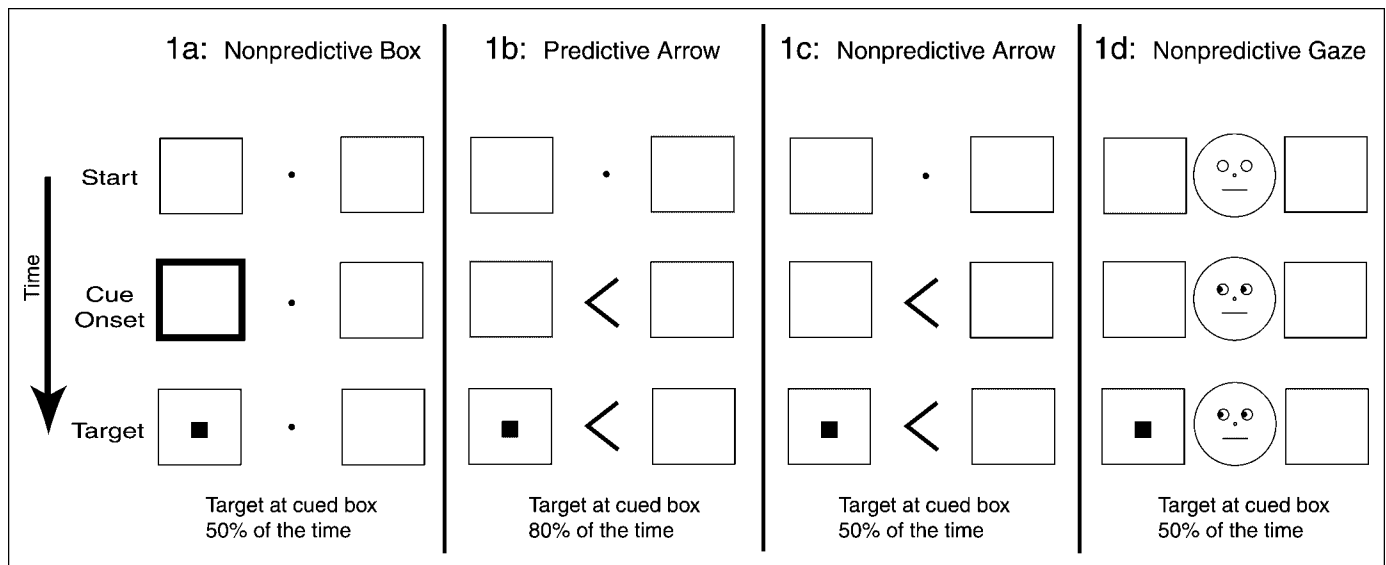 1a: Nonpredictive Box
1b: Predictive Arrow
1c: Nonpredictive Arrow
1d: Nonpredictive Gaze
Time
Start
Cue
Onset
Target
Target at cued box
50% of the time
Target at cued box
80% of the time
Target at cued box
50% of the time
Target at cued box
50% of the time